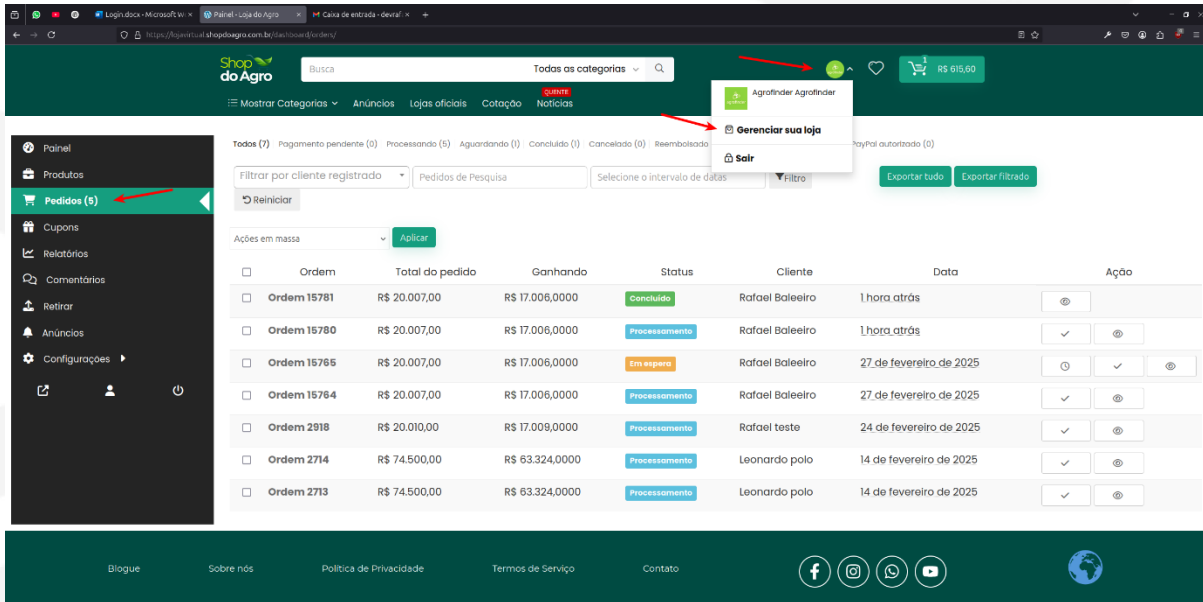 Login.docx - Microsoft W
Painel - Loja do Agro
Caixa de entrada - devrafi
https://lojavirtual.shopdoagro.com.br/dashboard/orders/
Shop do Agro
Busca
Todas as categorias
1
R$ 615,60
Mostrar Categorias
Anúncios
Lojas oficiais
Cotação
QUENTE
Notícias
Agrofinder Agrofinder
Gerenciar sua loja
Sair
Painel
Produtos
Pedidos (5)
Cupons
Relatórios
Comentários
Retirar
Anúncios
Configurações
Todos (7) Pagamento pendente (0) Processando (5) Aguardando (1) Concluído (1) Cancelado (0) Reembolsado PayPal autorizado (0)
Filtrar por cliente registrado
Pedidos de Pesquisa
Selecione o intervalo de datas
Filtro
Exportar tudo
Exportar filtrado
Reiniciar
Ações em massa
Aplicar
Ordem Total do pedido Ganhando Status Cliente Data Ação
Ordem 15781 R$ 20.007,00 R$ 17.006,0000 Concluído Rafael Baleeiro 1 hora atrás
Ordem 15780 R$ 20.007,00 R$ 17.006,0000 Processamento Rafael Baleeiro 1 hora atrás
Ordem 15765 R$ 20.007,00 R$ 17.006,0000 Em espera Rafael Baleeiro 27 de fevereiro de 2025
Ordem 15764 R$ 20.007,00 R$ 17.006,0000 Processamento Rafael Baleeiro 27 de fevereiro de 2025
Ordem 2918 R$ 20.010,00 R$ 17.009,0000 Processamento Rafael teste 24 de fevereiro de 2025
Ordem 2714 R$ 74.500,00 R$ 63.324,0000 Processamento Leonardo polo 14 de fevereiro de 2025
Ordem 2713 R$ 74.500,00 R$ 63.324,0000 Processamento Leonardo polo 14 de fevereiro de 2025
Blogue
Sobre nós
Política de Privacidade
Termos de Serviço
Contato